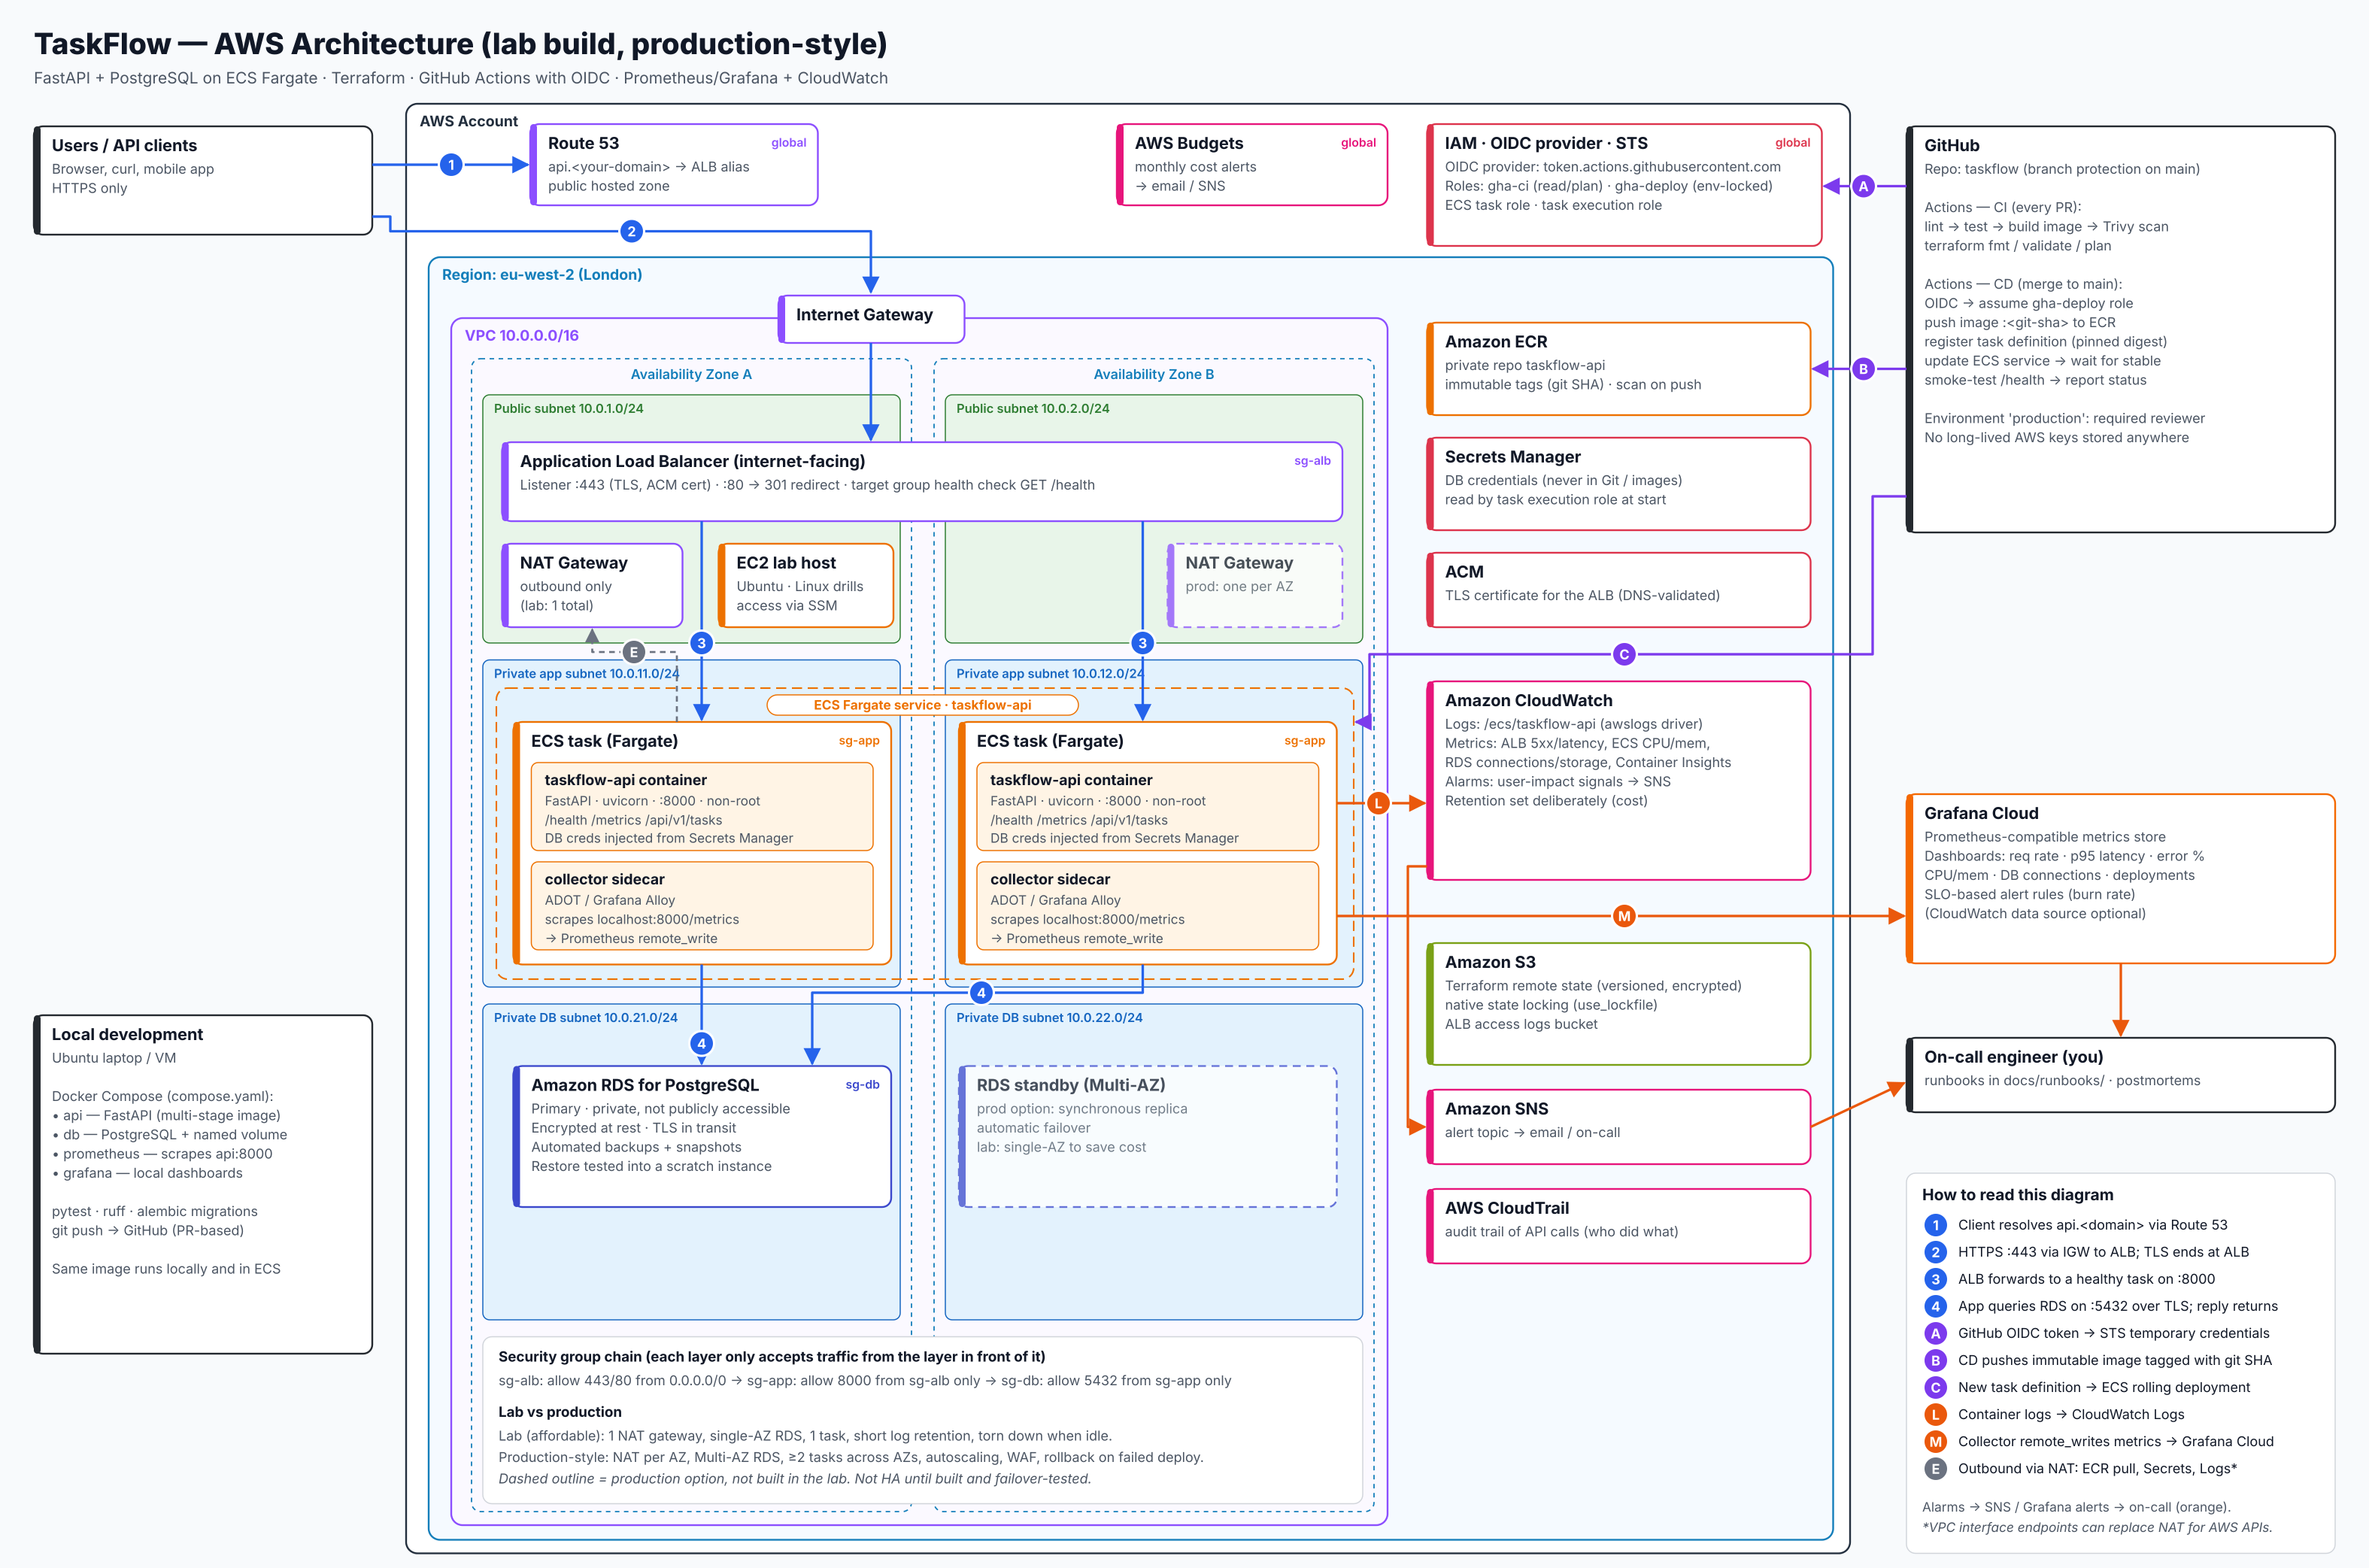 TaskFlow — AWS Architecture (lab build, production-style)
FastAPI + PostgreSQL on ECS Fargate · Terraform · GitHub Actions with OIDC · Prometheus/Grafana + CloudWatch
Users / API clients
Browser, curl, mobile app
HTTPS only
1
2
AWS Account
Route 53
global
api.<your-domain> → ALB alias
public hosted zone
AWS Budgets
global
monthly cost alerts
→ email / SNS
IAM · OIDC provider · STS
global
OIDC provider: token.actions.githubusercontent.com
Roles: gha-ci (read/plan) · gha-deploy (env-locked)
ECS task role · task execution role
A
GitHub
Repo: taskflow (branch protection on main)
Actions — CI (every PR):
lint → test → build image → Trivy scan
terraform fmt / validate / plan
Actions — CD (merge to main):
OIDC → assume gha-deploy role
push image :<git-sha> to ECR
register task definition (pinned digest)
update ECS service → wait for stable
smoke-test /health → report status
Environment 'production': required reviewer
No long-lived AWS keys stored anywhere
Region: eu-west-2 (London)
Internet Gateway
VPC 10.0.0.0/16
Availability Zone A
Availability Zone B
Public subnet 10.0.1.0/24
Public subnet 10.0.2.0/24
Application Load Balancer (internet-facing)
sg-alb
Listener :443 (TLS, ACM cert) · :80 → 301 redirect · target group health check GET /health
NAT Gateway
outbound only
(lab: 1 total)
EC2 lab host
Ubuntu · Linux drills
access via SSM
NAT Gateway
prod: one per AZ
E
3
3
Private app subnet 10.0.11.0/24
Private app subnet 10.0.12.0/24
ECS Fargate service · taskflow-api
ECS task (Fargate)
sg-app
taskflow-api container
FastAPI · uvicorn · :8000 · non-root
/health /metrics /api/v1/tasks
DB creds injected from Secrets Manager
collector sidecar
ADOT / Grafana Alloy
scrapes localhost:8000/metrics
→ Prometheus remote_write
ECS task (Fargate)
sg-app
taskflow-api container
FastAPI · uvicorn · :8000 · non-root
/health /metrics /api/v1/tasks
DB creds injected from Secrets Manager
collector sidecar
ADOT / Grafana Alloy
scrapes localhost:8000/metrics
→ Prometheus remote_write
4
4
Private DB subnet 10.0.21.0/24
Private DB subnet 10.0.22.0/24
Amazon RDS for PostgreSQL
sg-db
Primary · private, not publicly accessible
Encrypted at rest · TLS in transit
Automated backups + snapshots
Restore tested into a scratch instance
RDS standby (Multi-AZ)
prod option: synchronous replica
automatic failover
lab: single-AZ to save cost
Security group chain (each layer only accepts traffic from the layer in front of it)
sg-alb: allow 443/80 from 0.0.0.0/0 → sg-app: allow 8000 from sg-alb only → sg-db: allow 5432 from sg-app only
Lab vs production
Lab (affordable): 1 NAT gateway, single-AZ RDS, 1 task, short log retention, torn down when idle.
Production-style: NAT per AZ, Multi-AZ RDS, ≥2 tasks across AZs, autoscaling, WAF, rollback on failed deploy.
Dashed outline = production option, not built in the lab. Not HA until built and failover-tested.
Amazon ECR
private repo taskflow-api
immutable tags (git SHA) · scan on push
B
Secrets Manager
DB credentials (never in Git / images)
read by task execution role at start
ACM
TLS certificate for the ALB (DNS-validated)
C
Amazon CloudWatch
Logs: /ecs/taskflow-api (awslogs driver)
Metrics: ALB 5xx/latency, ECS CPU/mem,
RDS connections/storage, Container Insights
Alarms: user-impact signals → SNS
Retention set deliberately (cost)
L
M
Amazon S3
Terraform remote state (versioned, encrypted)
native state locking (use_lockfile)
ALB access logs bucket
Amazon SNS
alert topic → email / on-call
AWS CloudTrail
audit trail of API calls (who did what)
Grafana Cloud
Prometheus-compatible metrics store
Dashboards: req rate · p95 latency · error %
CPU/mem · DB connections · deployments
SLO-based alert rules (burn rate)
(CloudWatch data source optional)
On-call engineer (you)
runbooks in docs/runbooks/ · postmortems
Local development
Ubuntu laptop / VM
Docker Compose (compose.yaml):
• api — FastAPI (multi-stage image)
• db — PostgreSQL + named volume
• prometheus — scrapes api:8000
• grafana — local dashboards
pytest · ruff · alembic migrations
git push → GitHub (PR-based)
Same image runs locally and in ECS
How to read this diagram
1 Client resolves api.<domain> via Route 53
2 HTTPS :443 via IGW to ALB; TLS ends at ALB
3 ALB forwards to a healthy task on :8000
4 App queries RDS on :5432 over TLS; reply returns
A GitHub OIDC token → STS temporary credentials
B CD pushes immutable image tagged with git SHA
C New task definition → ECS rolling deployment
L Container logs → CloudWatch Logs
M Collector remote_writes metrics → Grafana Cloud
E Outbound via NAT: ECR pull, Secrets, Logs*
Alarms → SNS / Grafana alerts → on-call (orange).
*VPC interface endpoints can replace NAT for AWS APIs.